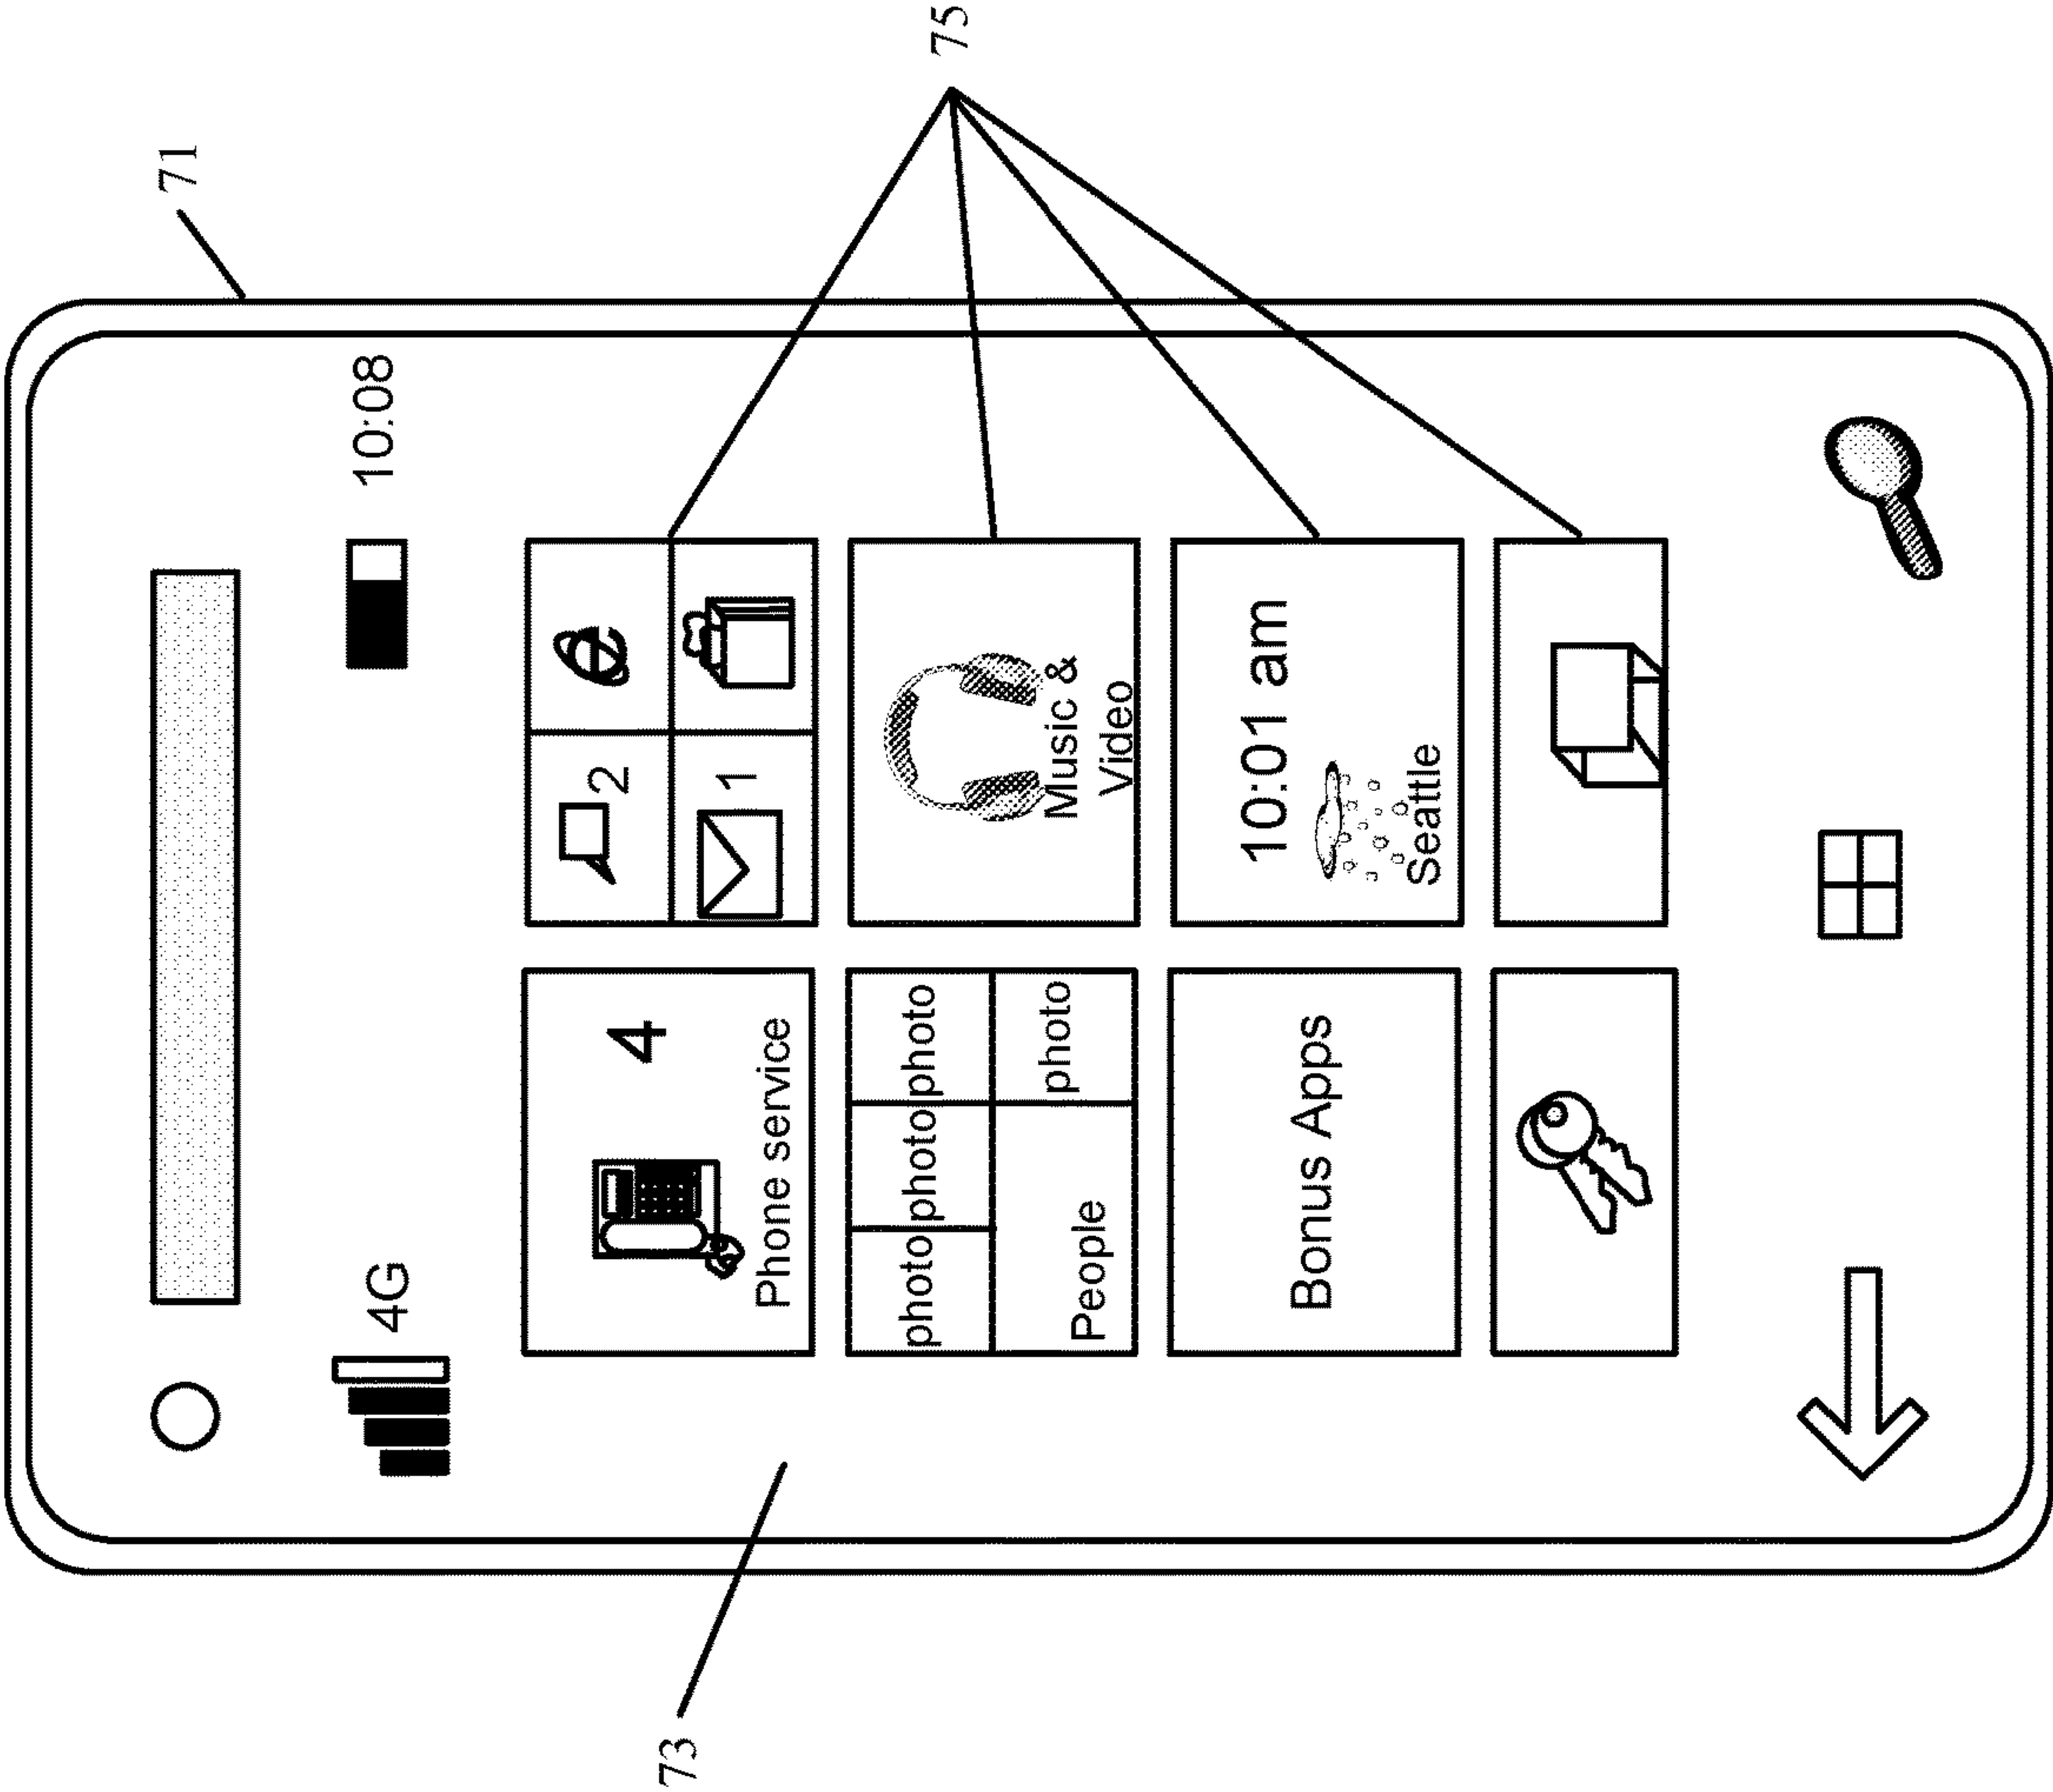 71
4G
10:08
4
Phone service
2
1
75
photo
photo
photo
People
photo
Music &
Video
Bonus Apps
10:01 am
Seattle
73